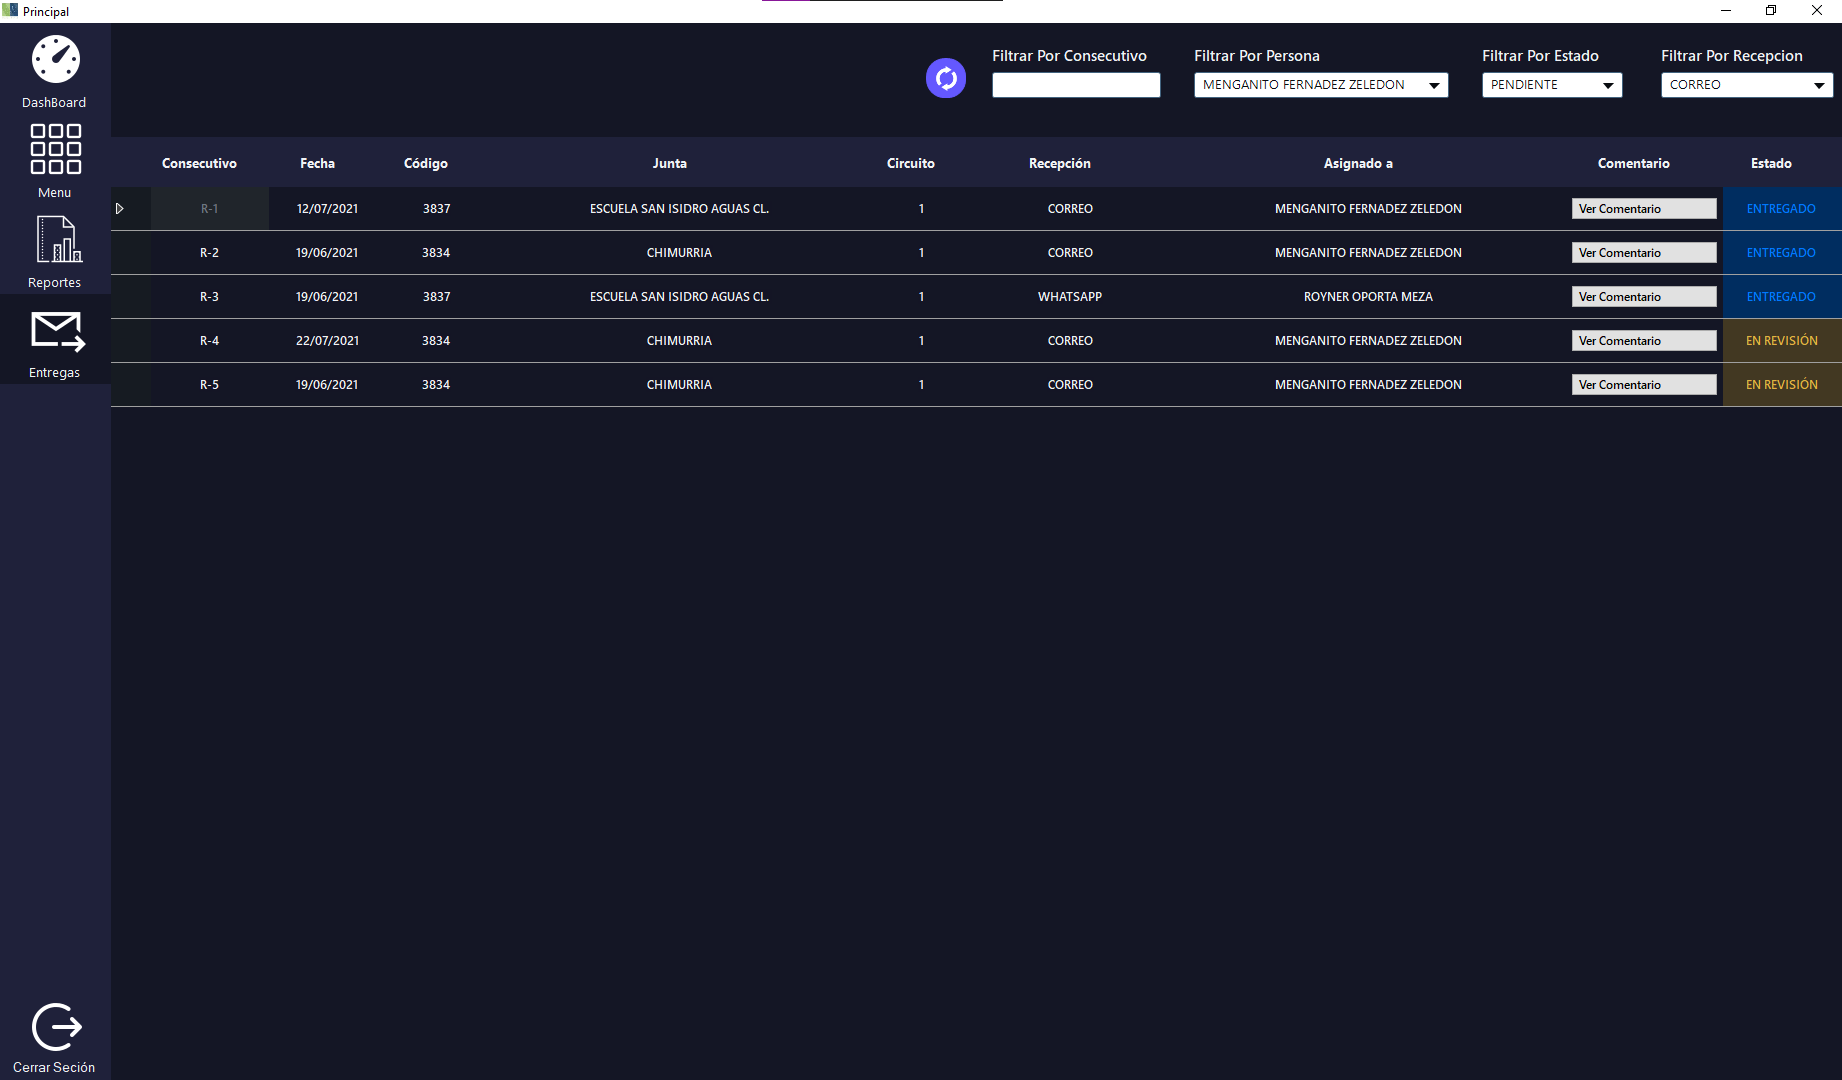 Principal
DashBoard
Menu
Reportes
Entregas
Cerrar Seción
Filtrar Por Consecutivo Filtrar Por Persona Filtrar Por Estado Filtrar Por Recepcion
MENGANITO FERNADEZ ZELEDON PENDIENTE CORREO
Consecutivo Fecha Código Junta Circuito Recepción Asignado a Comentario Estado
R-1 12/07/2021 3837 ESCUELA SAN ISIDRO AGUAS CL. 1 CORREO MENGANITO FERNADEZ ZELEDON Ver Comentario ENTREGADO
R-2 19/06/2021 3834 CHIMURRIA 1 CORREO MENGANITO FERNADEZ ZELEDON Ver Comentario ENTREGADO
R-3 19/06/2021 3837 ESCUELA SAN ISIDRO AGUAS CL. 1 WHATSAPP ROYNER OPORTA MEZA Ver Comentario ENTREGADO
R-4 22/07/2021 3834 CHIMURRIA 1 CORREO MENGANITO FERNADEZ ZELEDON Ver Comentario EN REVISIÓN
R-5 19/06/2021 3834 CHIMURRIA 1 CORREO MENGANITO FERNADEZ ZELEDON Ver Comentario EN REVISIÓN